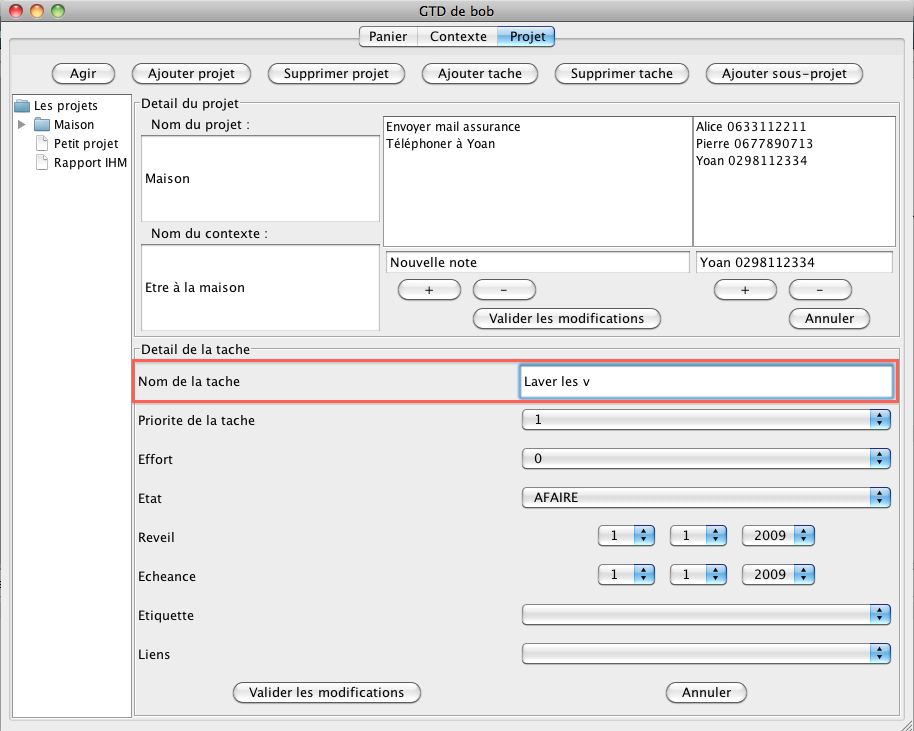 GTD de bob
Panier Contexte Projet
Agir Ajouter projet Supprimer projet Ajouter tache Supprimer tache Ajouter sous-projet
Les projets
Maison
Petit projet
Rapport IHM
Detail du projet
Nom du projet :
Maison
Nom du contexte :
Etre à la maison
Envoyer mail assurance
Téléphoner à Yoan
Nouvelle note
+ -
Alice 0633112211
Pierre 0677890713
Yoan 0298112334
Yoan 0298112334
+ -
Valider les modifications Annuler
Detail de la tache
Nom de la tache Laver les v
Priorite de la tache 1
Effort 0
Etat AFAIRE
Reveil 1 1 2009
Echeance 1 1 2009
Etiquette
Liens
Valider les modifications Annuler